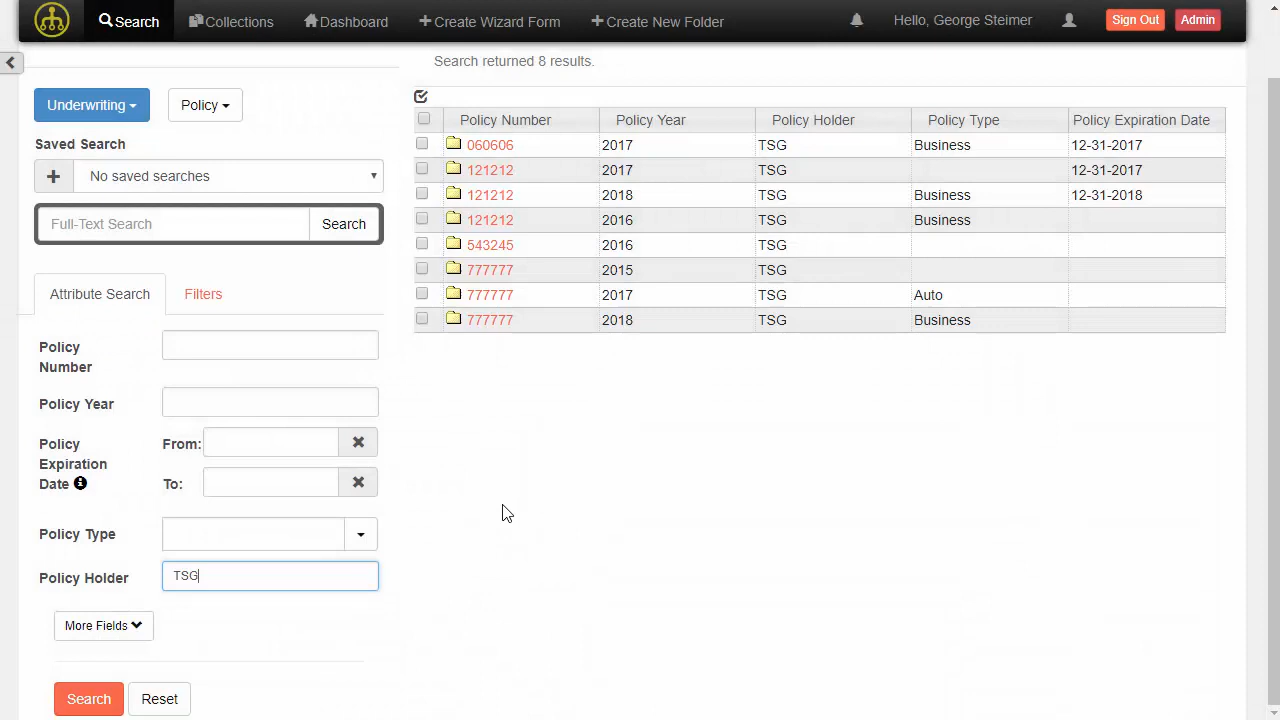 Search Collections Dashboard Create Wizard Form Create New Folder Hello, George Steimer Sign Out Admin
Search returned 8 results.
Underwriting Policy
Saved Search
No saved searches
Full-Text Search Search
Attribute Search Filters
Policy Number
Policy Year
Policy Expiration Date From:
To:
Policy Type
Policy Holder TSG
More Fields
Search Reset
Policy Number Policy Year Policy Holder Policy Type Policy Expiration Date
060606 2017 TSG Business 12-31-2017
121212 2017 TSG 12-31-2017
121212 2018 TSG Business 12-31-2018
121212 2016 TSG Business
543245 2016 TSG
777777 2015 TSG
777777 2017 TSG Auto
777777 2018 TSG Business